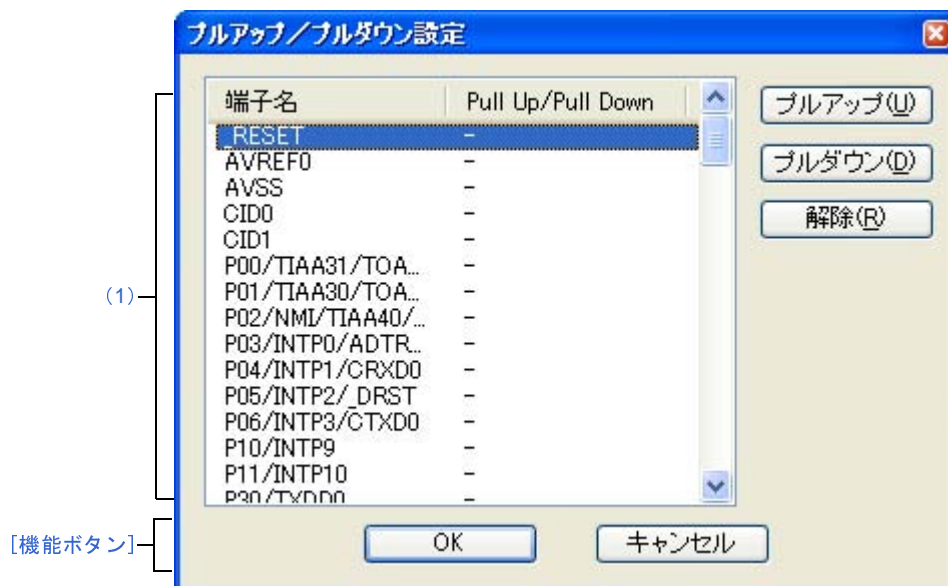 プルアップ/プルダウン設定
端子名 Pull Up/Pull Down
_RESET -
AVREF0 -
AVSS -
CID0 -
CID1 -
P00/TIAA31/TOA... -
P01/TIAA30/TOA... -
P02/NMI/TIAA40/... -
P03/INTP0/ADTR... -
P04/INTP1/CRXD0 -
P05/INTP2/_DRST -
P06/INTP3/CTXD0 -
P10/INTP9 -
P11/INTP10 -
P30/TXDD0 -
プルアップ(U)
プルダウン(D)
解除(R)
(1)
[機能ボタン]
OK
キャンセル